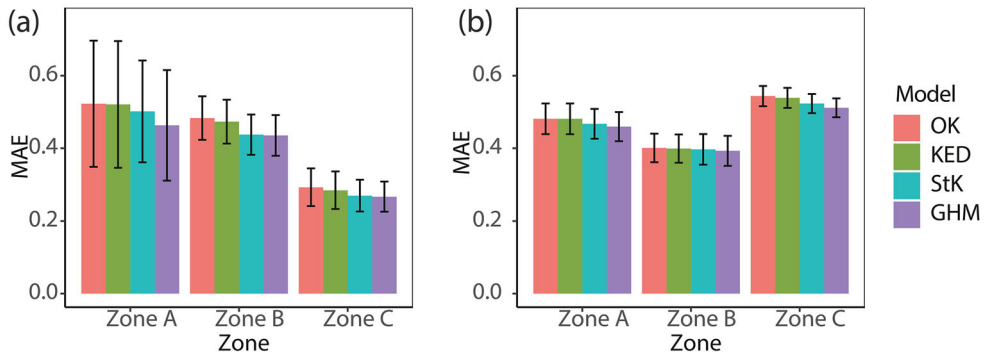 (a)
MAE
0.6
0.4
0.2
0.0
Zone A Zone B Zone C
Zone
(b)
MAE
0.6
0.4
0.2
0.0
Zone A Zone B Zone C
Zone
Model
OK
KED
StK
GHM